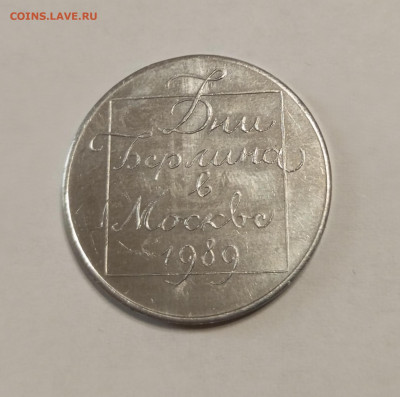 COINS.LAVE.RU
Дни
Берлина
в
Москве
1989